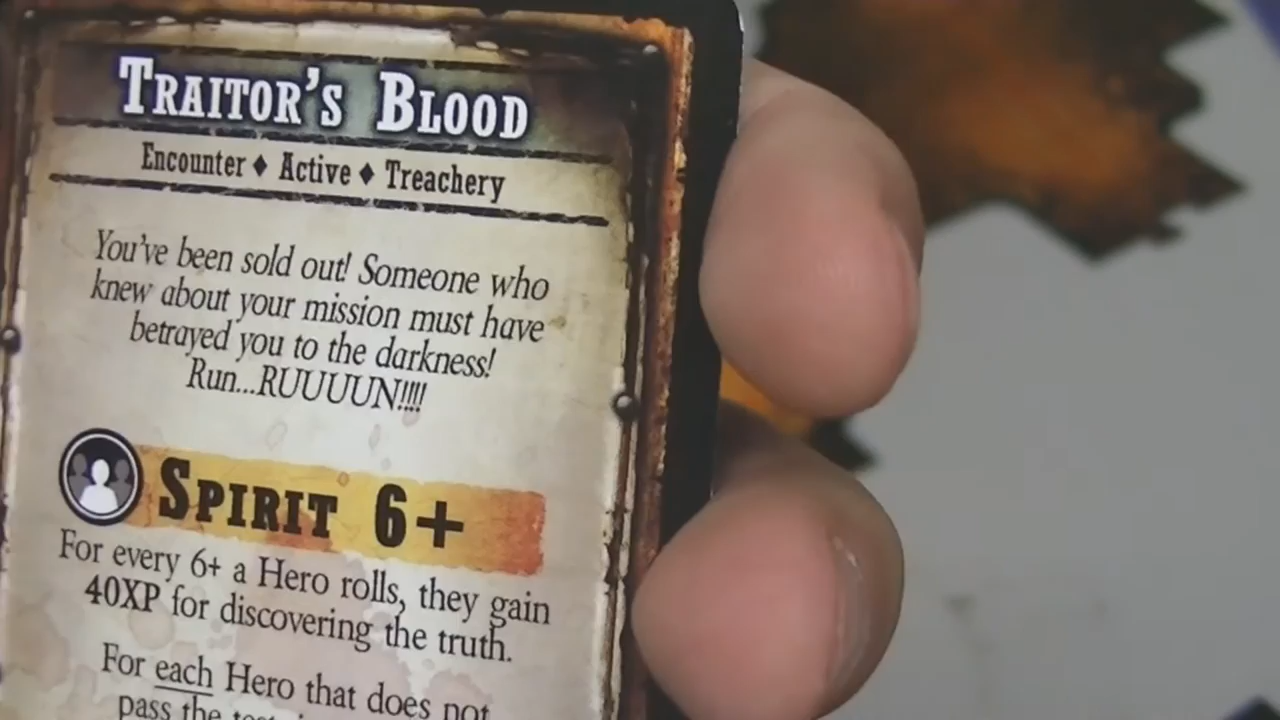 TRAITOR'S BLOOD
Encounter ♦ Active ♦ Treachery
You've been sold out! Someone who
knew about your mission must have
betrayed you to the darkness!
Run...RUUUUN!!!!
SPIRIT 6+
For every 6+ a Hero rolls, they gain
40XP for discovering the truth.
For each Hero that does not
pass the